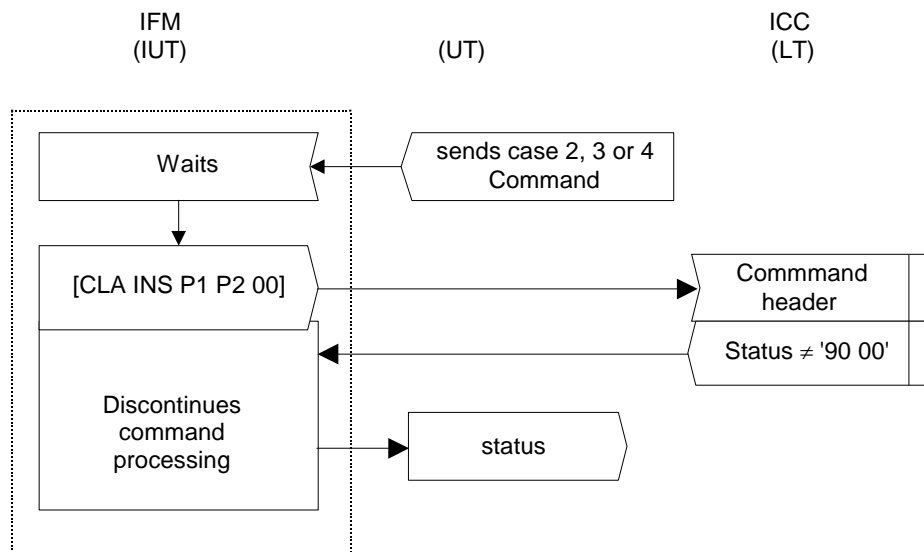 IFM
(IUT)
(UT)
ICC
(LT)
Waits
sends case 2, 3 or 4
Command
[CLA INS P1 P2 00]
Commmand
header
Status ≠ '90 00'
Discontinues
command
processing
status